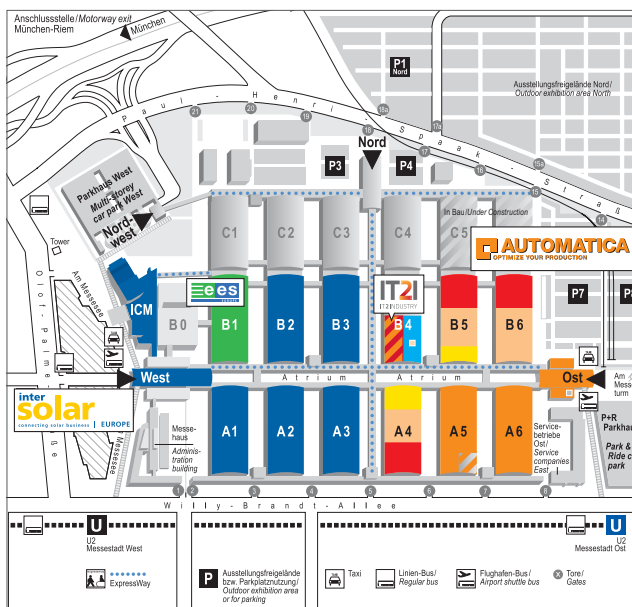 Anschlussstelle/Motorway exit
München-Riem
München
Paul-Henri-Spaak-Straß
P1
Nord
Ausstellungsfreigelände Nord/
Outdoor exhibition area North
21
20
19
18
18a
17
17a
16
15a
15
14
Nord
P3
P4
Parkhaus West
Multi-storey
car park West
Nord-
west
Tower
Am Messesee
Olof-Palme
ße
C1
C2
C3
C4
In Bau/Under Construction
C5
AUTOMATICA
OPTIMIZE YOUR PRODUCTION
ICM
ees
EUROPE
IT2I
IT2INDUSTRY
P7
B0
B1
B2
B3
B4
B5
B6
West
Atrium
Atrium
Ost
Am
Mess
turm
inter
solar
connecting solar business | EUROPE
Messesee
Messe-
haus
Adminis-
tration
building
A1
A2
A3
A4
A5
A6
Service-
betriebe
Ost/
Service
companies
East
P+R
Parkhau
Park &
Ride c
park
1
2
3
4
5
6
7
8
Willy-Brandt-Allee
U
U2
Messestadt West
U
U2
Messestadt Ost
ExpressWay
P
Ausstellungsfreigelände
bzw. Parkplatznutzung/
Outdoor exhibition area
or for parking
Taxi
Linien-Bus/
Regular bus
Flughafen-Bus/
Airport shuttle bus
X
Tore/
Gates